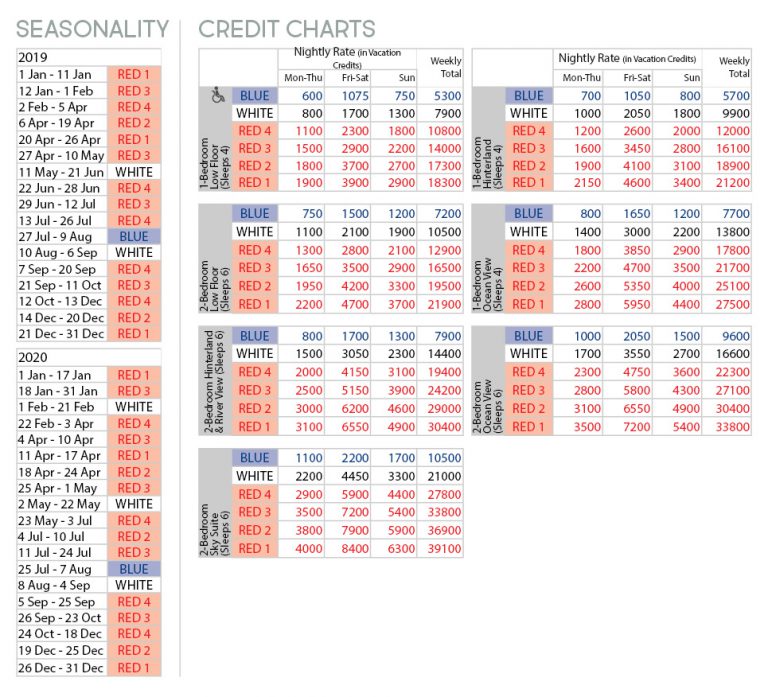 SEASONALITY
2019
1 Jan - 11 Jan RED 1
12 Jan - 1 Feb RED 3
2 Feb - 5 Apr RED 4
6 Apr - 19 Apr RED 2
20 Apr - 26 Apr RED 1
27 Apr - 10 May RED 3
11 May - 21 Jun WHITE
22 Jun - 28 Jun RED 4
29 Jun - 12 Jul RED 3
13 Jul - 26 Jul RED 4
27 Jul - 9 Aug BLUE
10 Aug - 6 Sep WHITE
7 Sep - 20 Sep RED 4
21 Sep - 11 Oct RED 3
12 Oct - 13 Dec RED 4
14 Dec - 20 Dec RED 2
21 Dec - 31 Dec RED 1
2020
1 Jan - 17 Jan RED 1
18 Jan - 31 Jan RED 3
1 Feb - 21 Feb WHITE
22 Feb - 3 Apr RED 4
4 Apr - 10 Apr RED 3
11 Apr - 17 Apr RED 1
18 Apr - 24 Apr RED 2
25 Apr - 1 May RED 3
2 May - 22 May WHITE
23 May - 3 Jul RED 4
4 Jul - 10 Jul RED 2
11 Jul - 24 Jul RED 3
25 Jul - 7 Aug BLUE
8 Aug - 4 Sep WHITE
5 Sep - 25 Sep RED 4
26 Sep - 23 Oct RED 3
24 Oct - 18 Dec RED 4
19 Dec - 25 Dec RED 2
26 Dec - 31 Dec RED 1
CREDIT CHARTS
Nightly Rate (in Vacation
Credits)
Weekly
Total
Mon-Thu Fri-Sat Sun
1-Bedroom
Low Floor
(Sleeps 4)
BLUE 600 1075 750 5300
WHITE 800 1700 1300 7900
RED 4 1100 2300 1800 10800
RED 3 1500 2900 2200 14000
RED 2 1800 3700 2700 17300
RED 1 1900 3900 2900 18300
2-Bedroom
Low Floor
(Sleeps 6)
BLUE 750 1500 1200 7200
WHITE 1100 2100 1900 10500
RED 4 1300 2800 2100 12900
RED 3 1650 3500 2900 16500
RED 2 1950 4200 3300 19500
RED 1 2200 4700 3700 21900
2-Bedroom Hinterland
& River View (Sleeps 6)
BLUE 800 1700 1300 7900
WHITE 1500 3050 2300 14400
RED 4 2000 4150 3100 19400
RED 3 2500 5150 3900 24200
RED 2 3000 6200 4600 29000
RED 1 3100 6550 4900 30400
2-Bedroom
Sky Suite
(Sleeps 6)
BLUE 1100 2200 1700 10500
WHITE 2200 4450 3300 21000
RED 4 2900 5900 4400 27800
RED 3 3500 7200 5400 33800
RED 2 3800 7900 5900 36900
RED 1 4000 8400 6300 39100
Nightly Rate (in Vacation Credits)
Weekly
Total
Mon-Thu Fri-Sat Sun
1-Bedroom
Hinterland
(Sleeps 4)
BLUE 700 1050 800 5700
WHITE 1000 2050 1800 9900
RED 4 1200 2600 2000 12000
RED 3 1600 3450 2800 16100
RED 2 1900 4100 3100 18900
RED 1 2150 4600 3400 21200
1-Bedroom
Ocean View
(Sleeps 4)
BLUE 800 1650 1200 7700
WHITE 1400 3000 2200 13800
RED 4 1800 3850 2900 17800
RED 3 2200 4700 3500 21700
RED 2 2600 5350 4000 25100
RED 1 2800 5950 4400 27500
2-Bedroom
Ocean View
(Sleeps 6)
BLUE 1000 2050 1500 9600
WHITE 1700 3550 2700 16600
RED 4 2300 4750 3600 22300
RED 3 2800 5800 4300 27100
RED 2 3100 6550 4900 30400
RED 1 3500 7200 5400 33800